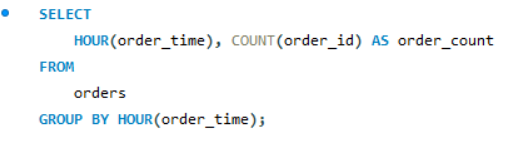 SELECT
HOUR(order_time), COUNT(order_id) AS order_count
FROM
orders
GROUP BY HOUR(order_time);